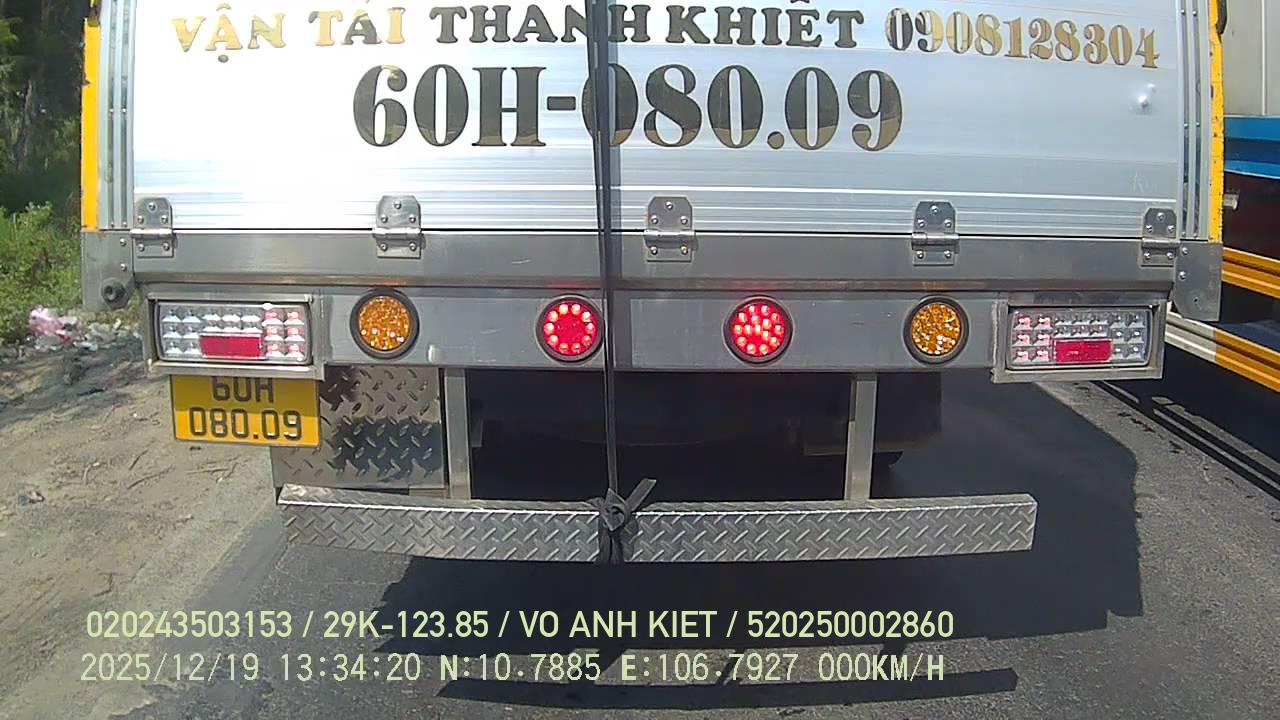 VẬN TẢI THANH KHIẾT 0908128304
60H-080.09
60H
080.09
020243503153 / 29K-123.85 / VO ANH KIET / 520250002860
2025/12/19 13:34:20 N:10.7885 E:106.7927 000KM/H